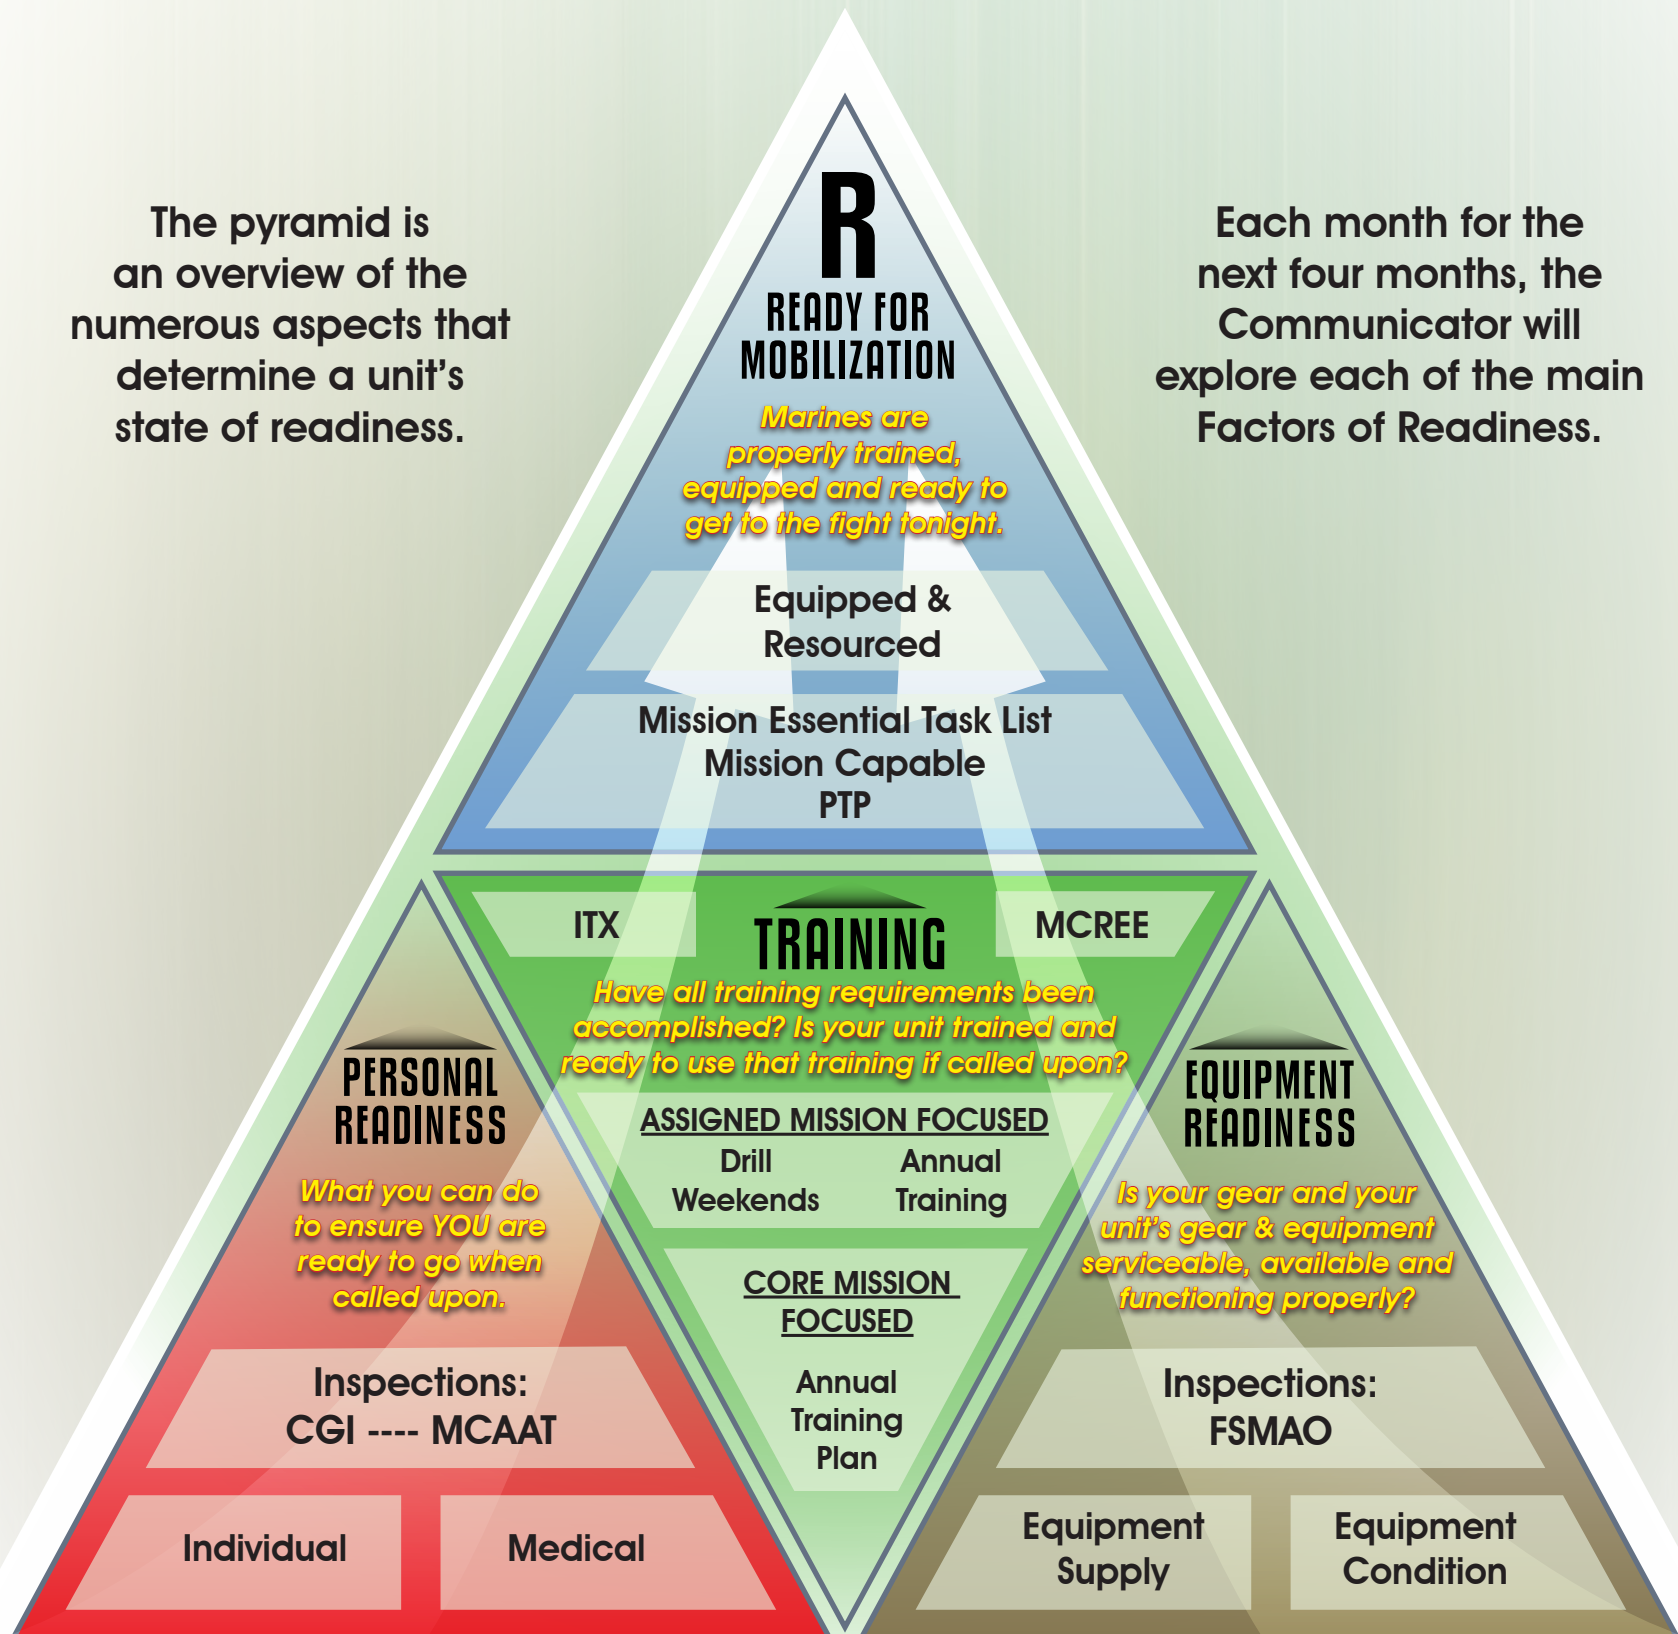 The pyramid is
an overview of the
numerous aspects that
determine a unit's
state of readiness.
Each month for the
next four months, the
Communicator will
explore each of the main
Factors of Readiness.
R
READY FOR
MOBILIZATION
Marines are
properly trained,
equipped and ready to
get to the fight tonight.
Equipped &
Resourced
Mission Essential Task List
Mission Capable
PTP
ITX
TRAINING
MCREE
Have all training requirements been
accomplished? Is your unit trained and
ready to use that training if called upon?
ASSIGNED MISSION FOCUSED
Drill
Weekends
Annual
Training
CORE MISSION
FOCUSED
Annual
Training
Plan
PERSONAL
READINESS
What you can do
to ensure YOU are
ready to go when
called upon.
Inspections:
CGI ---- MCAAT
Individual
Medical
EQUIPMENT
READINESS
Is your gear and your
unit's gear & equipment
serviceable, available and
functioning properly?
Inspections:
FSMAO
Equipment
Supply
Equipment
Condition